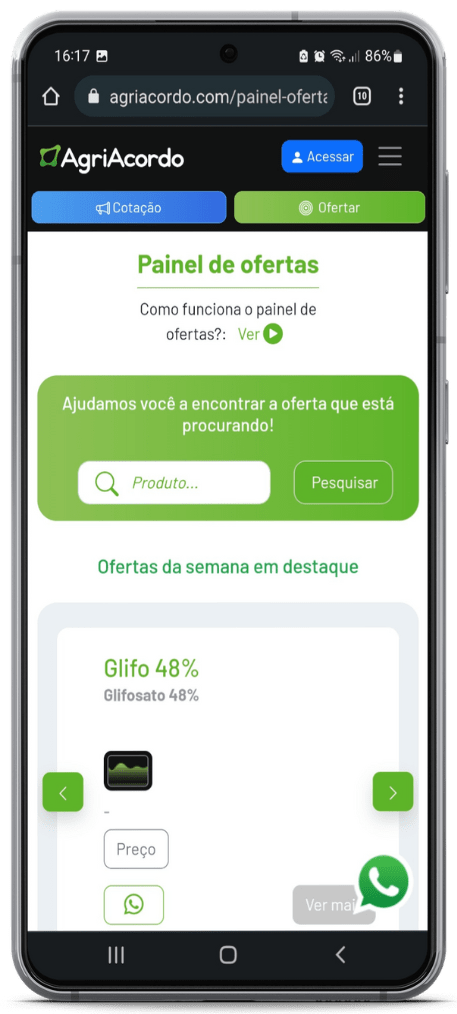 16:17
86%
agriacordo.com/painel-oferta
10
AgriAcordo
Acessar
Cotação
Ofertar
Painel de ofertas
Como funciona o painel de
ofertas?: Ver
Ajudamos você a encontrar a oferta que está
procurando!
Produto...
Pesquisar
Ofertas da semana em destaque
Glifo 48%
Glifosato 48%
-
Preço
Ver mai